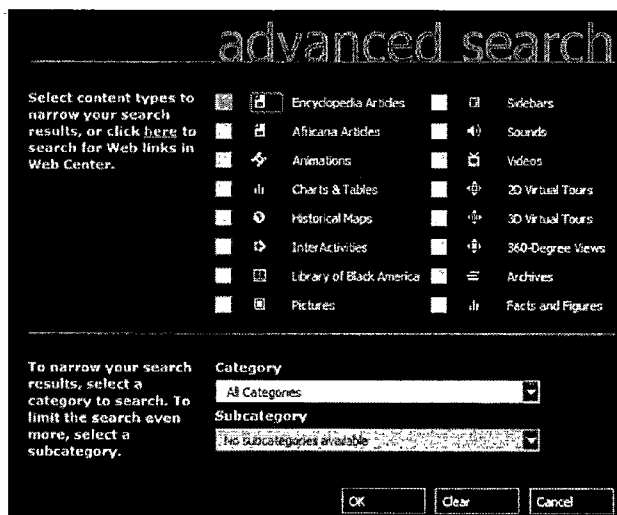 advanced search
Select content types to
narrow your search
results, or click here to
search for Web links in
Web Center.
Encyclopedia Articles
Africana Articles
Animations
Charts & Tables
Historical Maps
InterActivities
Library of Black America
Pictures
Sidebars
Sounds
Videos
2D Virtual Tours
3D Virtual Tours
360-Degree Views
Archives
Facts and Figures
To narrow your search
results, select a
category to search. To
limit the search even
more, select a
subcategory.
Category
All Categories
Subcategory
No subcategories available
OK
Clear
Cancel